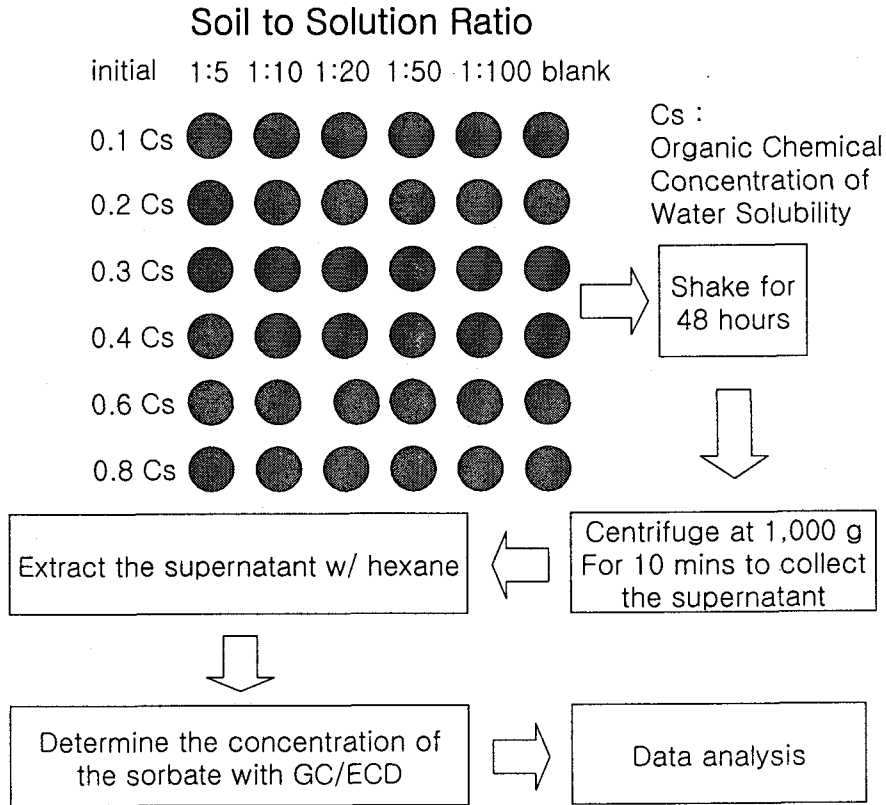 Soil to Solution Ratio
initial 1:5 1:10 1:20 1:50 1:100 blank
0.1 Cs
0.2 Cs
0.3 Cs
0.4 Cs
0.6 Cs
0.8 Cs
Cs :
Organic Chemical
Concentration of
Water Solubility
Shake for
48 hours
Centrifuge at 1,000 g
For 10 mins to collect
the supernatant
Extract the supernatant w/ hexane
Determine the concentration of
the sorbate with GC/ECD
Data analysis